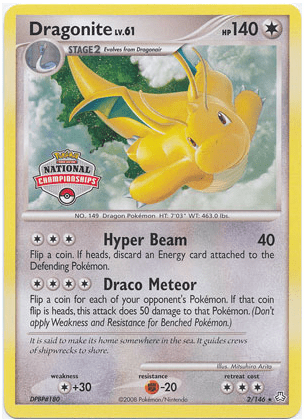 Dragonite LV.61
HP 140
STAGE2 Evolves from Dragonair
Pokémon
NATIONAL
CHAMPIONSHIPS
NO. 149 Dragon Pokémon HT: 7'03" WT: 463.0 lbs.
Hyper Beam 40
Flip a coin. If heads, discard an Energy card attached to the
Defending Pokémon.
Draco Meteor
Flip a coin for each of your opponent's Pokémon. If that coin
flip is heads, this attack does 50 damage to that Pokémon. (Don't
apply Weakness and Resistance for Benched Pokémon.)
It is said to make its home somewhere in the sea. It guides crews
of shipwrecks to shore.
Illus. Mitsuhiro Arita
weakness resistance retreat cost
+30 -20
DPBP#180 ©2008 Pokémon/Nintendo 2/146